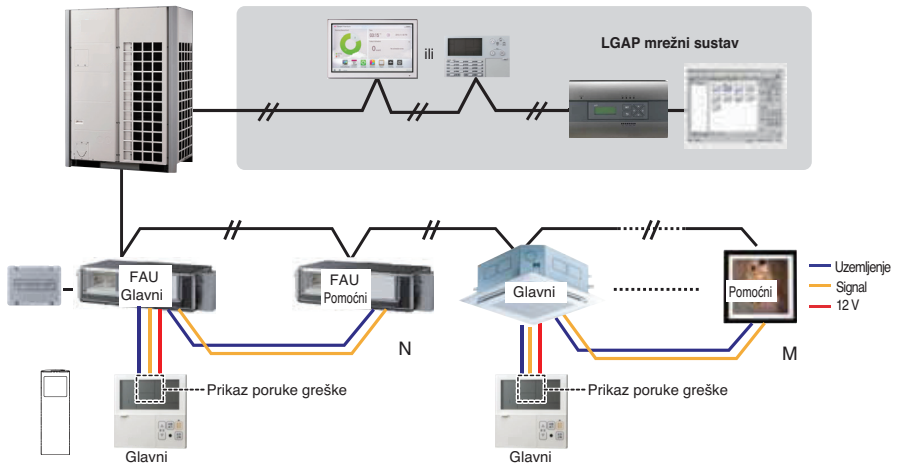 ili
LGAP mrežni sustav
FAU
Glavni
FAU
Pomoćni
Glavni
Pomoćni
Uzemljenje
Signal
12 V
N
M
Prikaz poruke greške
Prikaz poruke greške
Glavni
Glavni